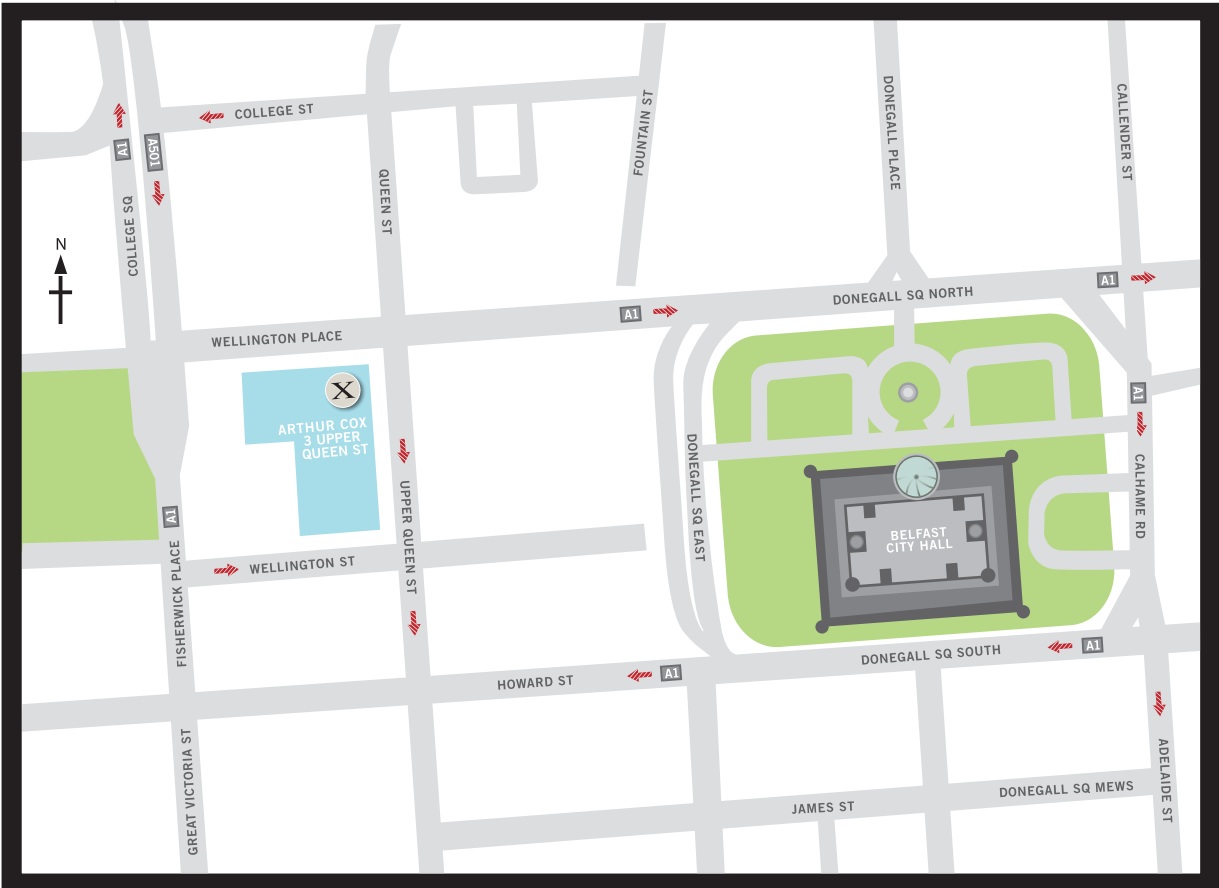 COLLEGE ST
FOUNTAIN ST
DONEGALL PLACE
CALLENDER ST
A1
A501
QUEEN ST
COLLEGE SQ
N
A1
DONEGALL SQ NORTH
A1
WELLINGTON PLACE
X
ARTHUR COX
3 UPPER
QUEEN ST
A1
DONEGALL SQ EAST
CALHAME RD
UPPER QUEEN ST
A1
BELFAST
CITY HALL
WELLINGTON ST
FISHERWICK PLACE
A1
DONEGALL SQ SOUTH
A1
HOWARD ST
GREAT VICTORIA ST
ADELAIDE ST
DONEGALL SQ MEWS
JAMES ST